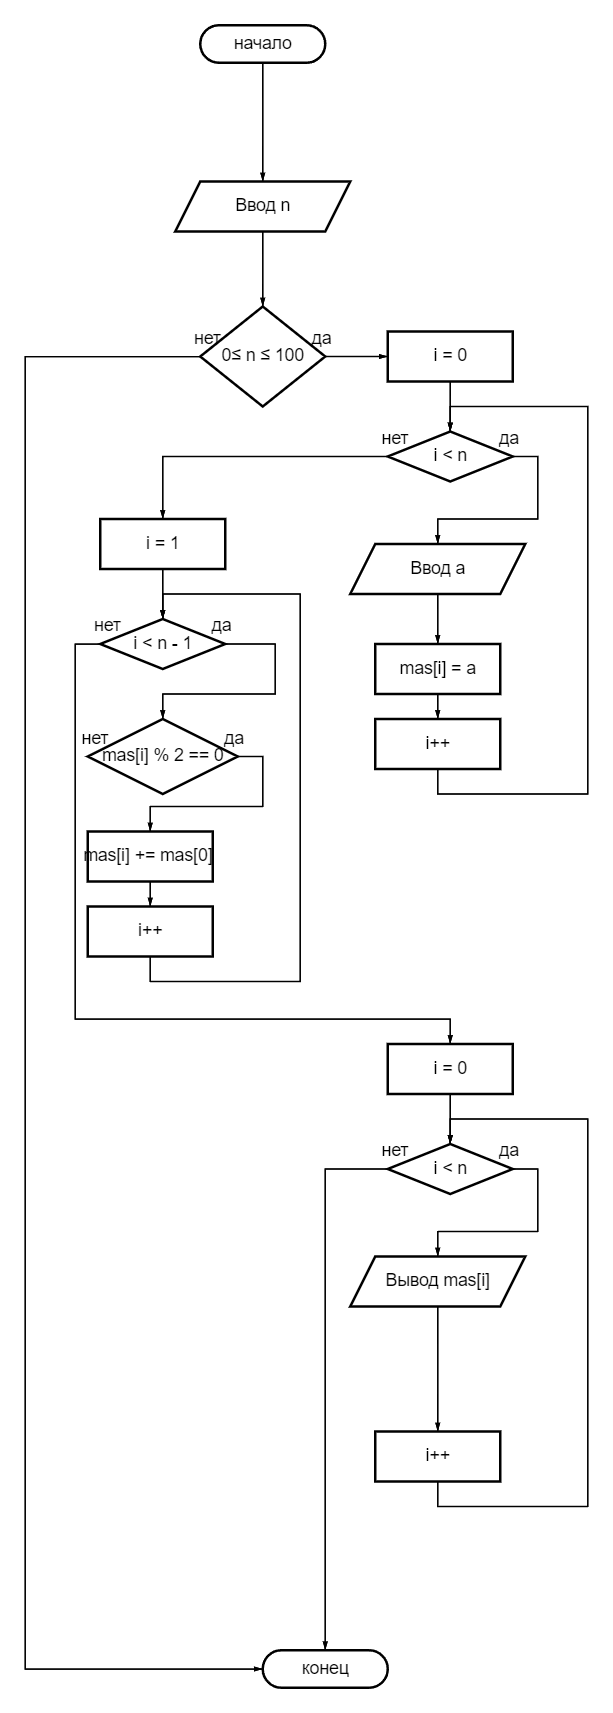 начало
Ввод n
нет
да
0≤ n ≤ 100
i = 0
нет
да
i < n
i = 1
Ввод a
нет
да
i < n - 1
mas[i] = a
нет
да
mas[i] % 2 == 0
i++
mas[i] += mas[0]
i++
i = 0
нет
да
i < n
Вывод mas[i]
i++
конец